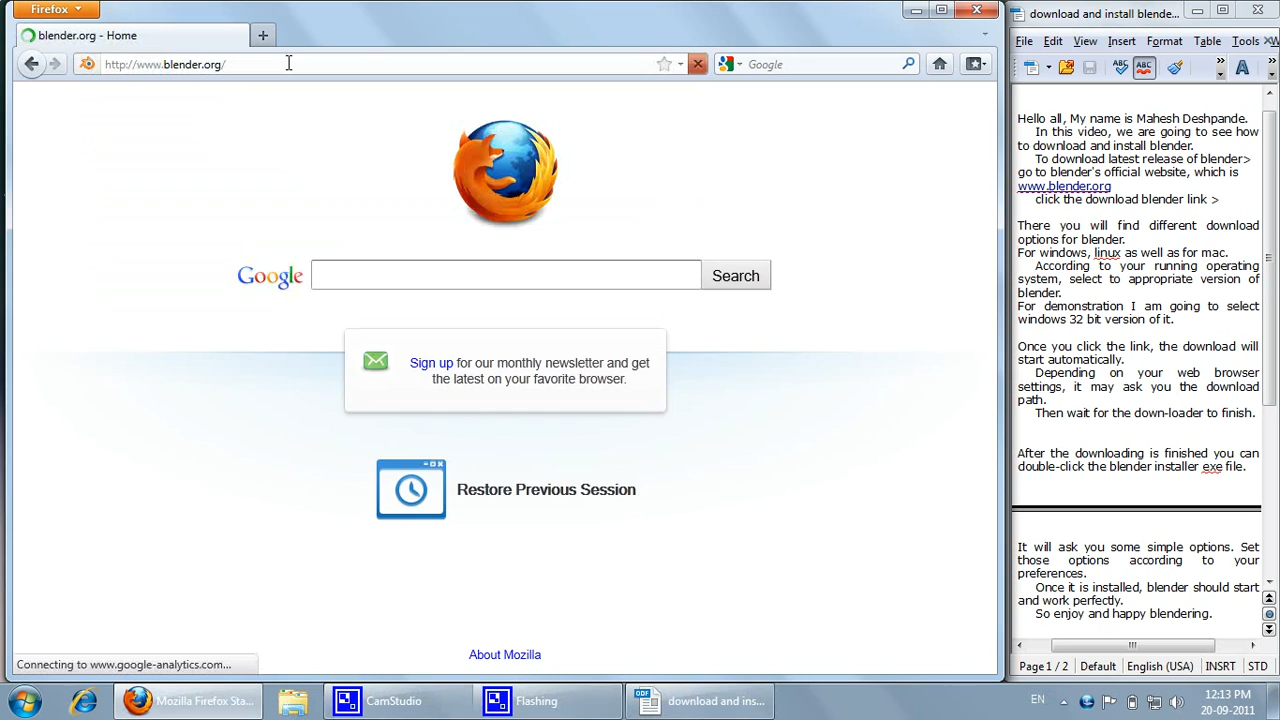 Firefox
blender.org - Home
http://www.blender.org/
Google
Google
Search
Sign up for our monthly newsletter and get
the latest on your favorite browser.
Restore Previous Session
About Mozilla
Connecting to www.google-analytics.com...
download and install blende...
File Edit View Insert Format Table Tools
Hello all, My name is Mahesh Deshpande.
In this video, we are going to see how
to download and install blender.
To download latest release of blender>
go to blender's official website, which is
www.blender.org
click the download blender link >
There you will find different download
options for blender.
For windows, linux as well as for mac.
According to your running operating
system, select to appropriate version of
blender.
For demonstration I am going to select
windows 32 bit version of it.
Once you click the link, the download will
start automatically.
Depending on your web browser
settings, it may ask you the download
path.
Then wait for the down-loader to finish.
After the downloading is finished you can
double-click the blender installer exe file.
It will ask you some simple options. Set
those options according to your
preferences.
Once it is installed, blender should start
and work perfectly.
So enjoy and happy blendering.
Page 1 / 2 Default English (USA) INSRT STD
Mozilla Firefox Sta...
CamStudio
Flashing
download and ins...
EN
12:13 PM
20-09-2011